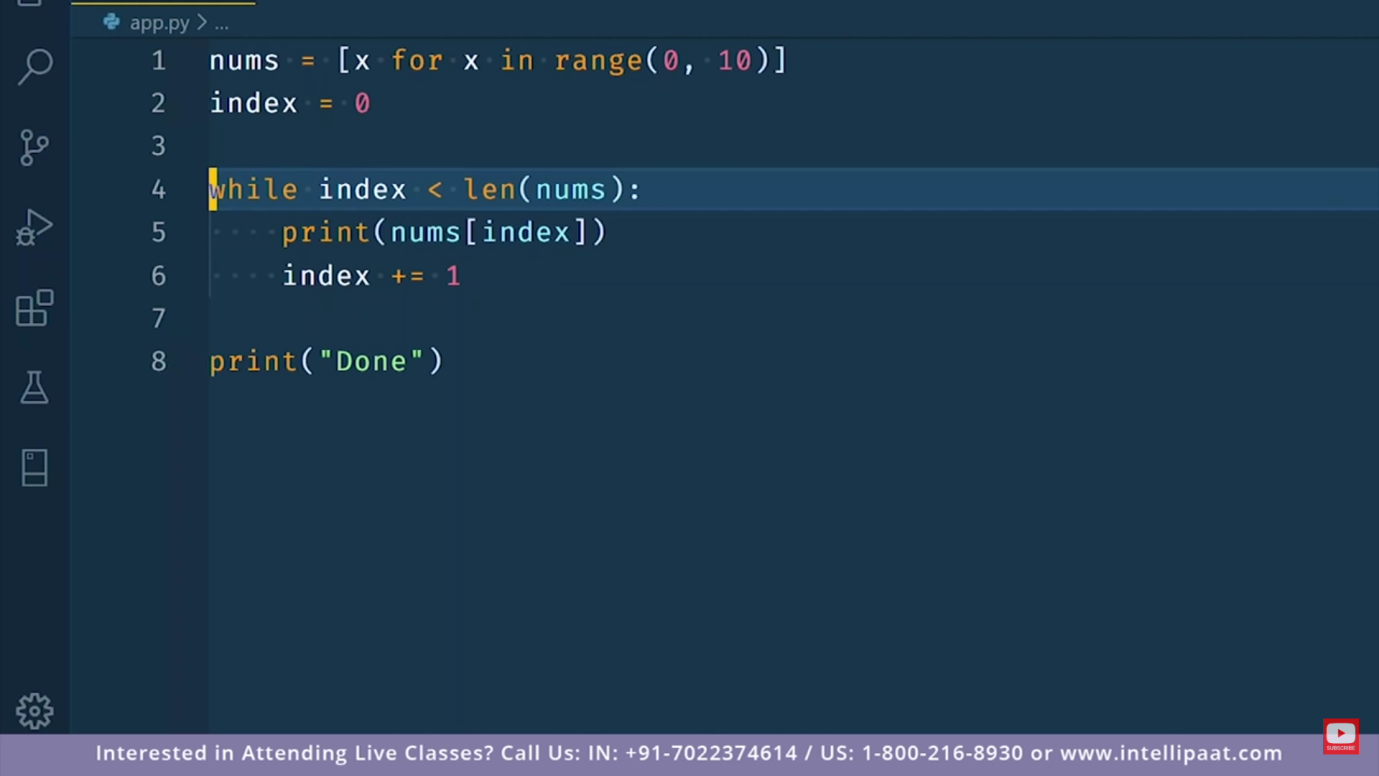 app.py > ...
1 nums = [x for x in range(0, 10)]
2 index = 0
3
4 while index < len(nums):
5 print(nums[index])
6 index += 1
7
8 print("Done")
SUBSCRIBE
Interested in Attending Live Classes? Call Us: IN: +91-7022374614 / US: 1-800-216-8930 or www.intellipaat.com